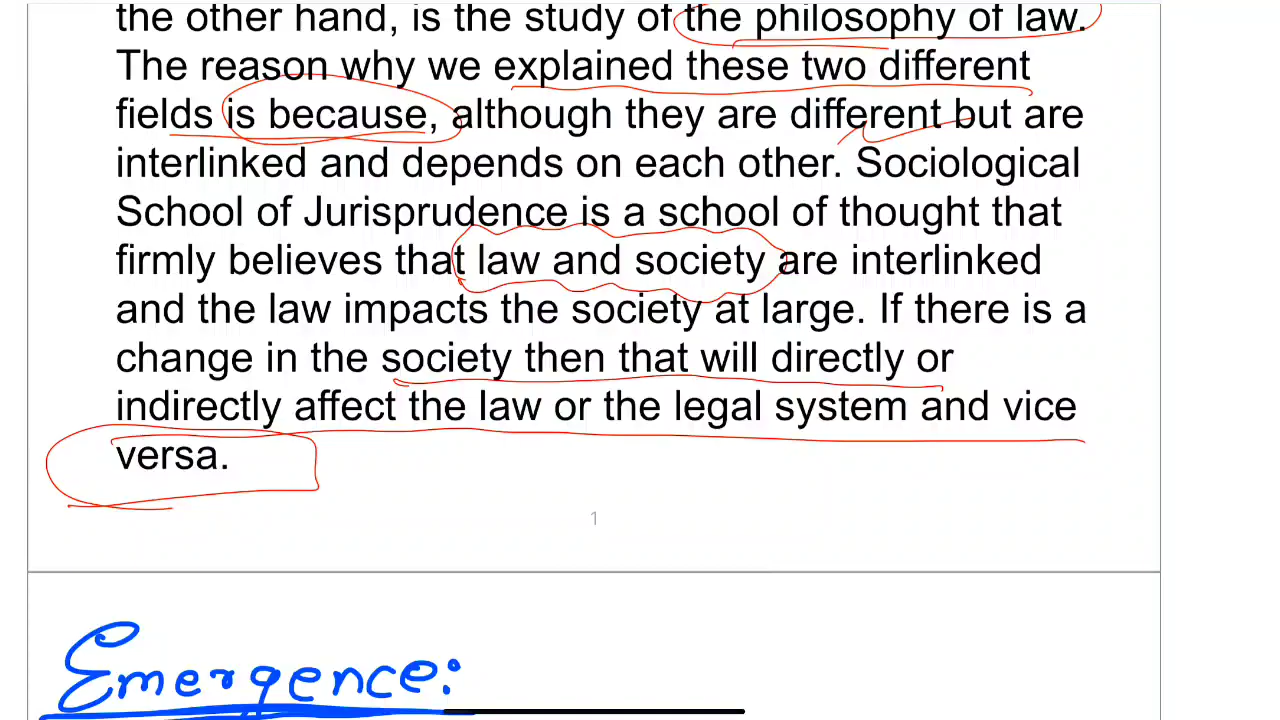 the other hand, is the study of the philosophy of law.
The reason why we explained these two different
fields is because, although they are different but are
interlinked and depends on each other. Sociological
School of Jurisprudence is a school of thought that
firmly believes that law and society are interlinked
and the law impacts the society at large. If there is a
change in the society then that will directly or
indirectly affect the law or the legal system and vice
versa.
1
Emergence: